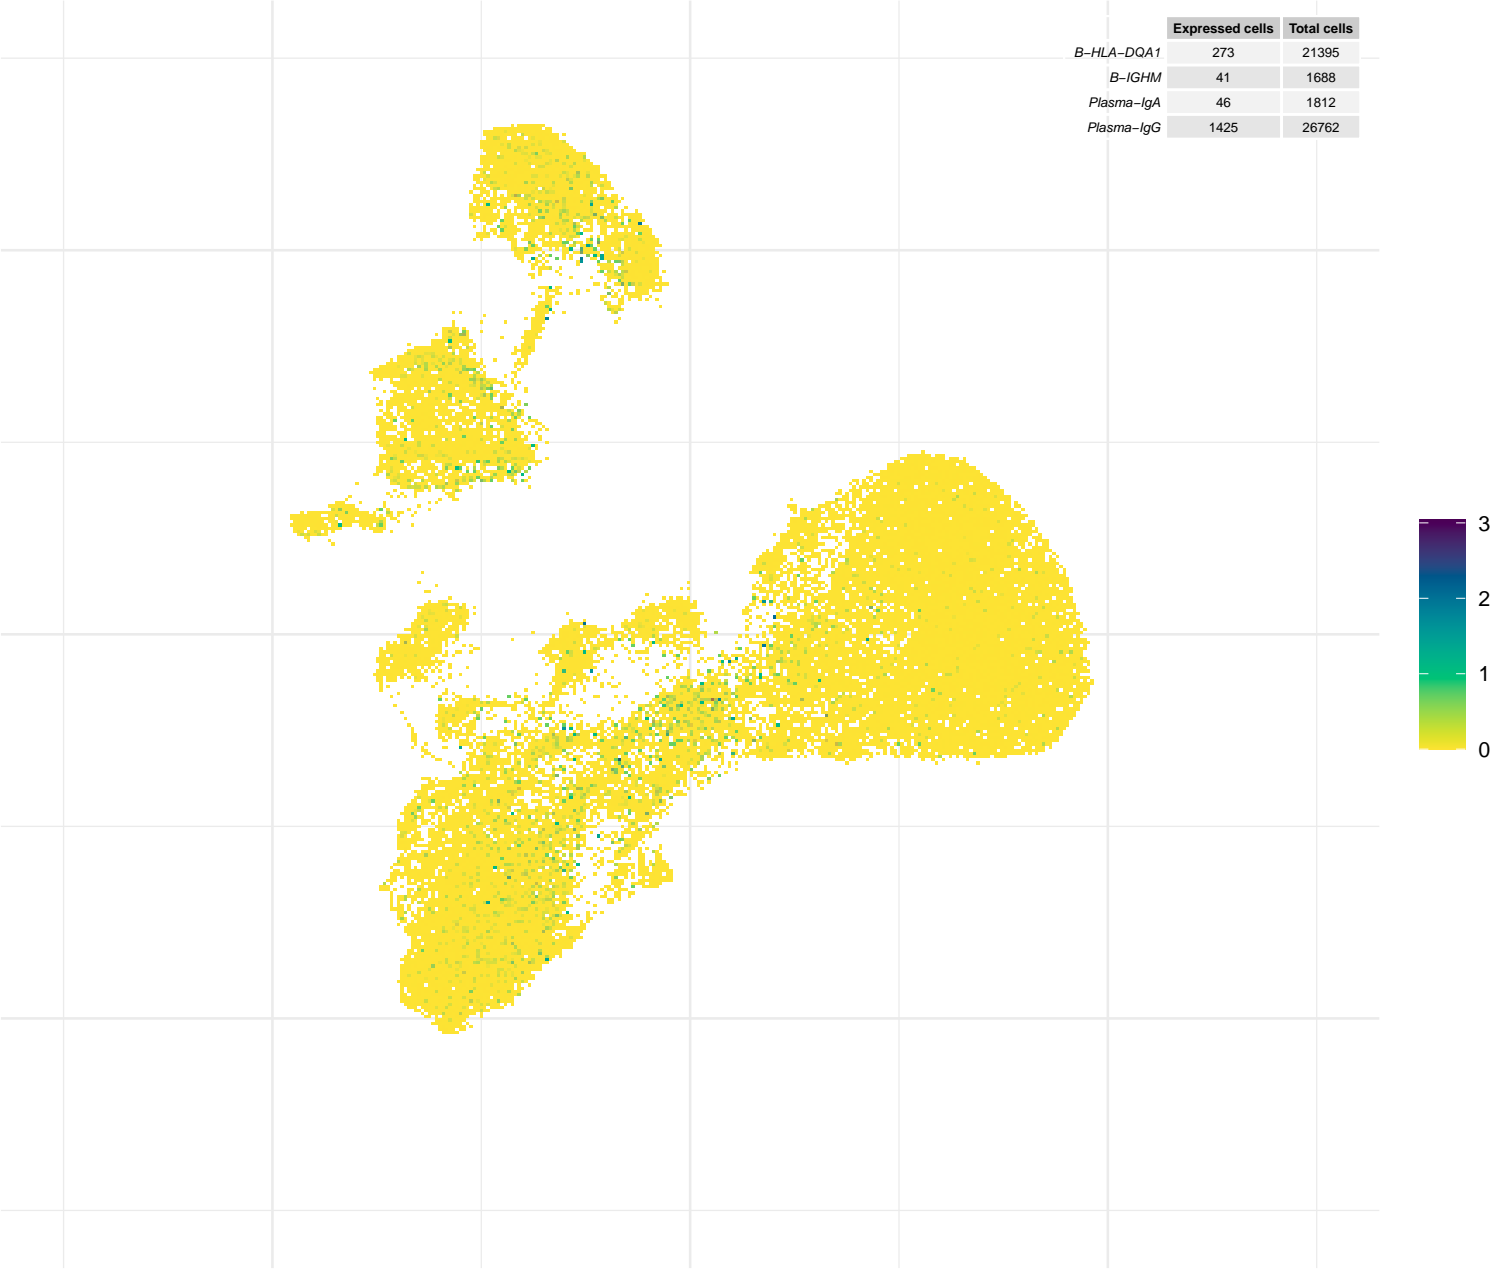 Expressed cells Total cells
B−HLA−DQA1 273 21395
B−IGHM 41 1688
Plasma−IgA 46 1812
Plasma−IgG 1425 26762
3
2
1
0